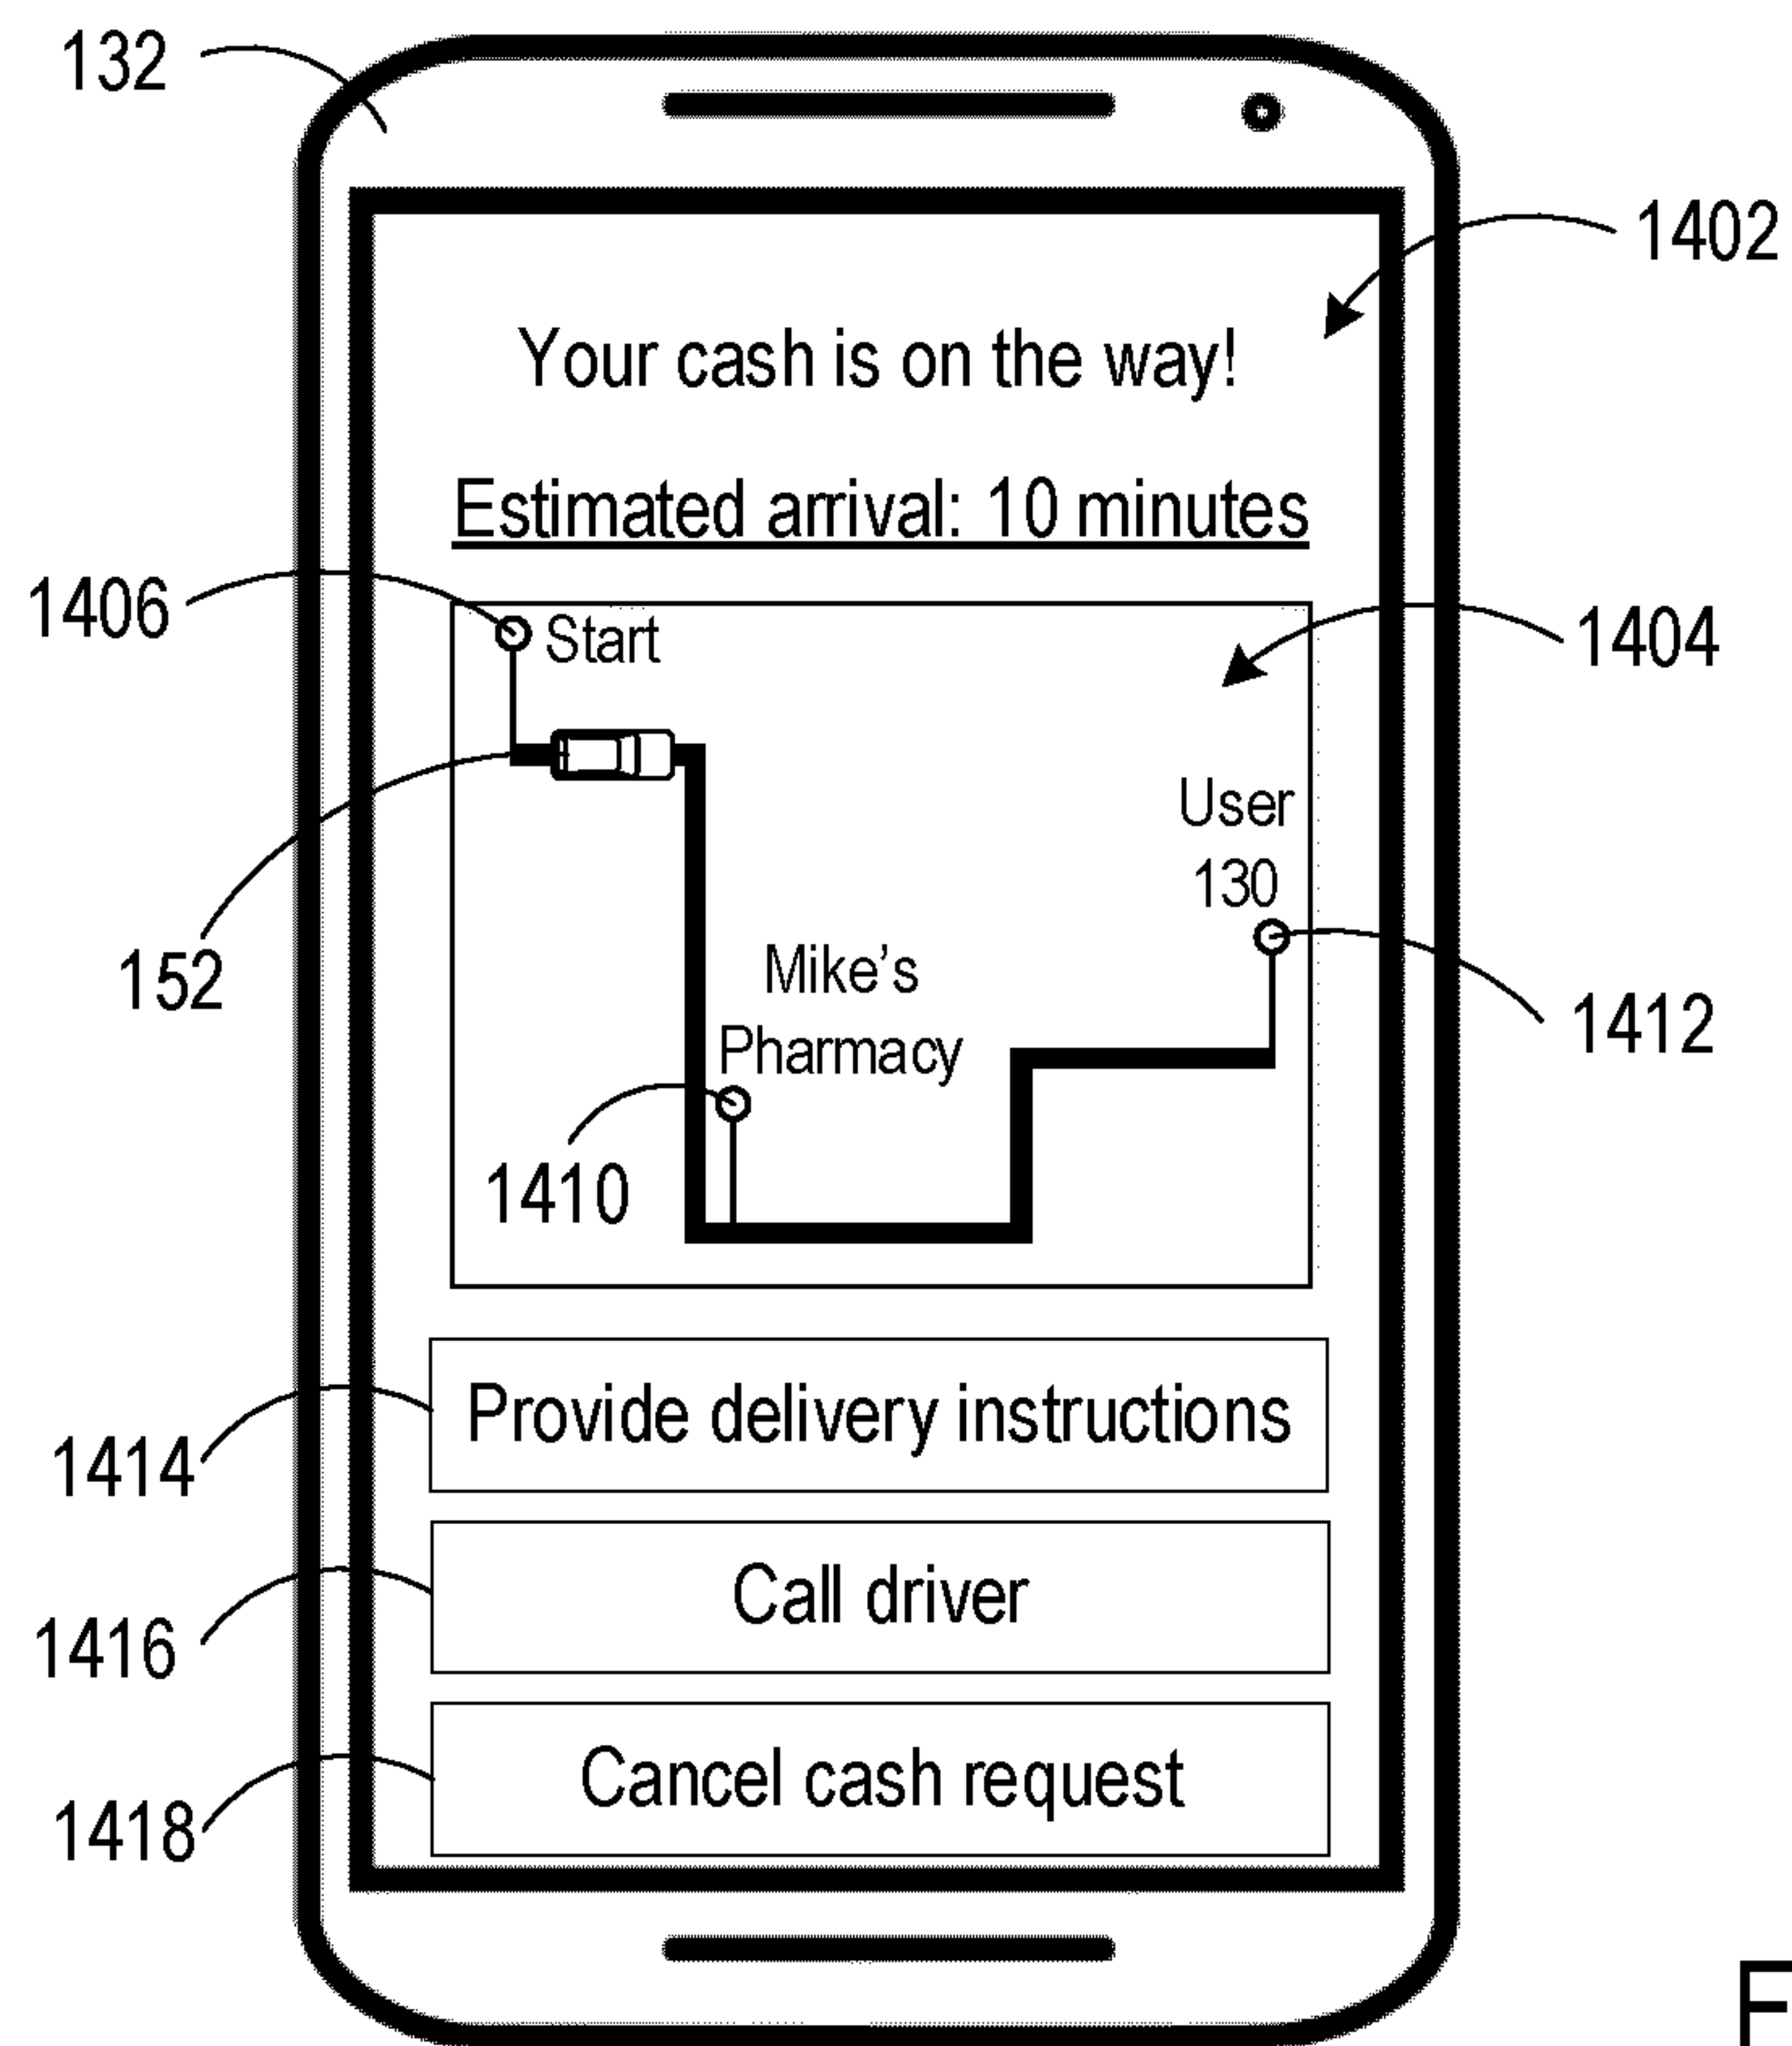 132
1402
Your cash is on the way!
Estimated arrival: 10 minutes
1406
Start
1404
User
130
152
Mike's
Pharmacy
1412
1410
Provide delivery instructions
1414
Call driver
1416
Cancel cash request
1418